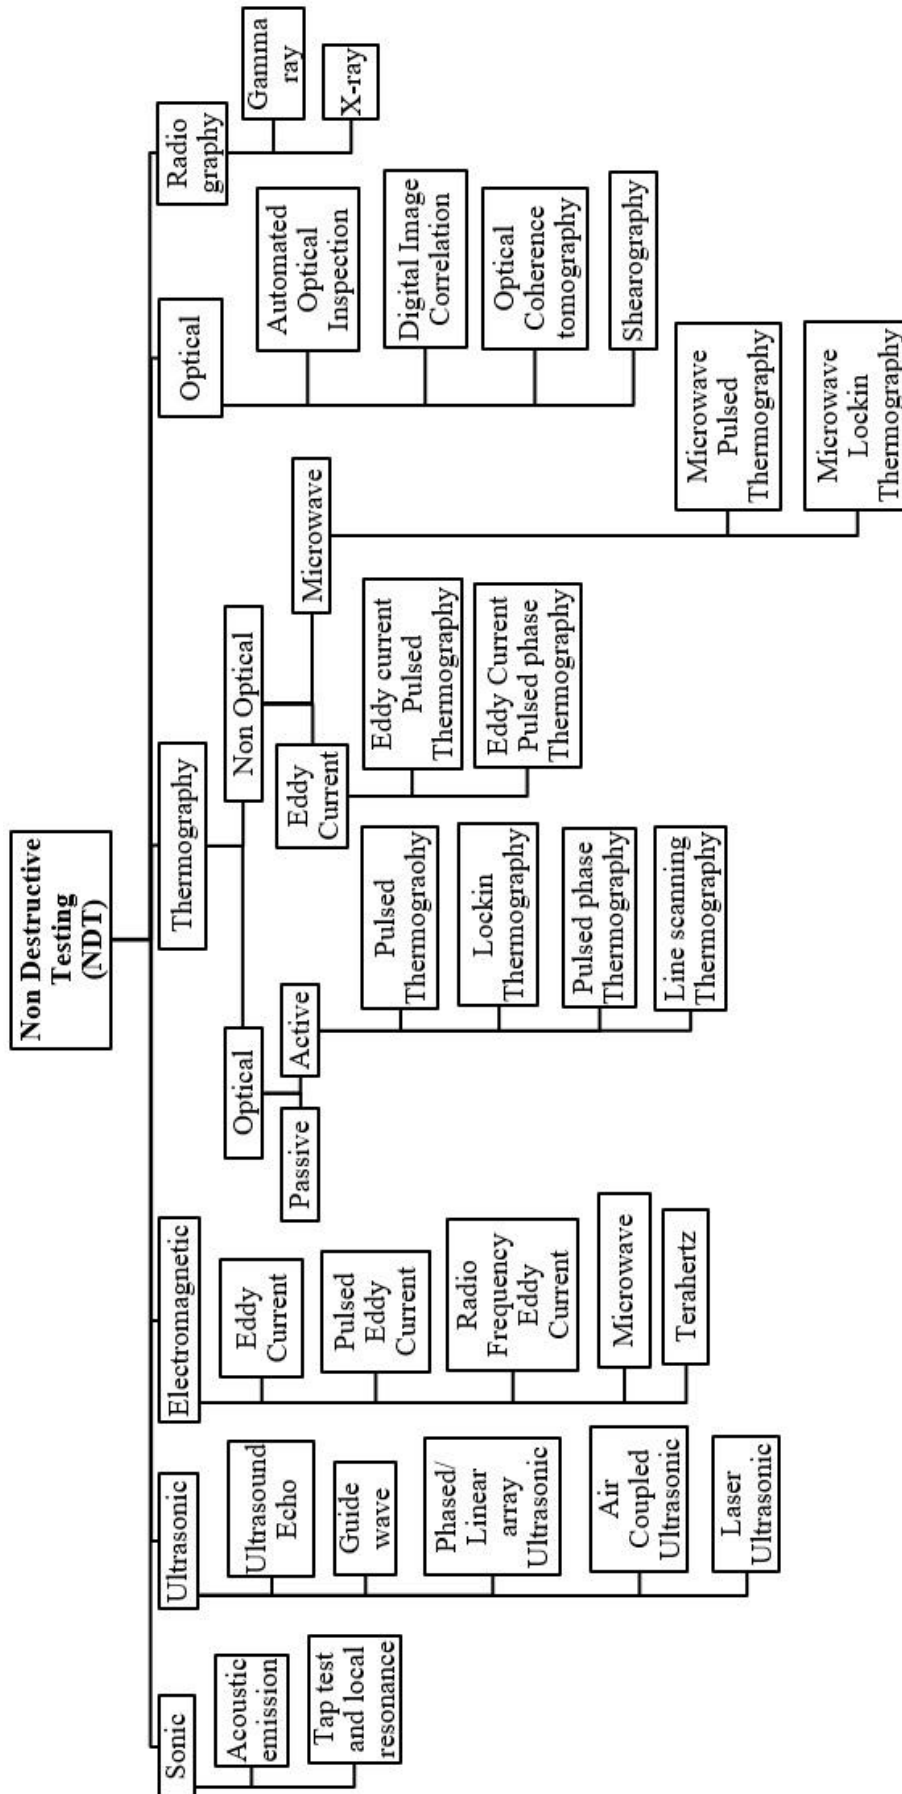 Non Destructive
Testing
(NDT)
Sonic
Acoustic
emission
Tap test
and local
resonance
Ultrasonic
Ultrasound
Echo
Guide
wave
Phased/
Linear
array
Ultrasonic
Air
Coupled
Ultrasonic
Laser
Ultrasonic
Electromagnetic
Eddy
Current
Pulsed
Eddy
Current
Radio
Frequency
Eddy
Current
Microwave
Terahertz
Thermography
Optical
Passive
Active
Pulsed
Thermograohy
Lockin
Thermography
Pulsed phase
Thermography
Line scanning
Thermography
Non Optical
Eddy
Current
Eddy current
Pulsed
Thermography
Eddy Current
Pulsed phase
Thermography
Microwave
Microwave
Pulsed
Thermography
Microwave
Lockin
Thermography
Optical
Automated
Optical
Inspection
Digital Image
Correlation
Optical
Coherence
tomography
Shearography
Radio
graphy
Gamma
ray
X-ray